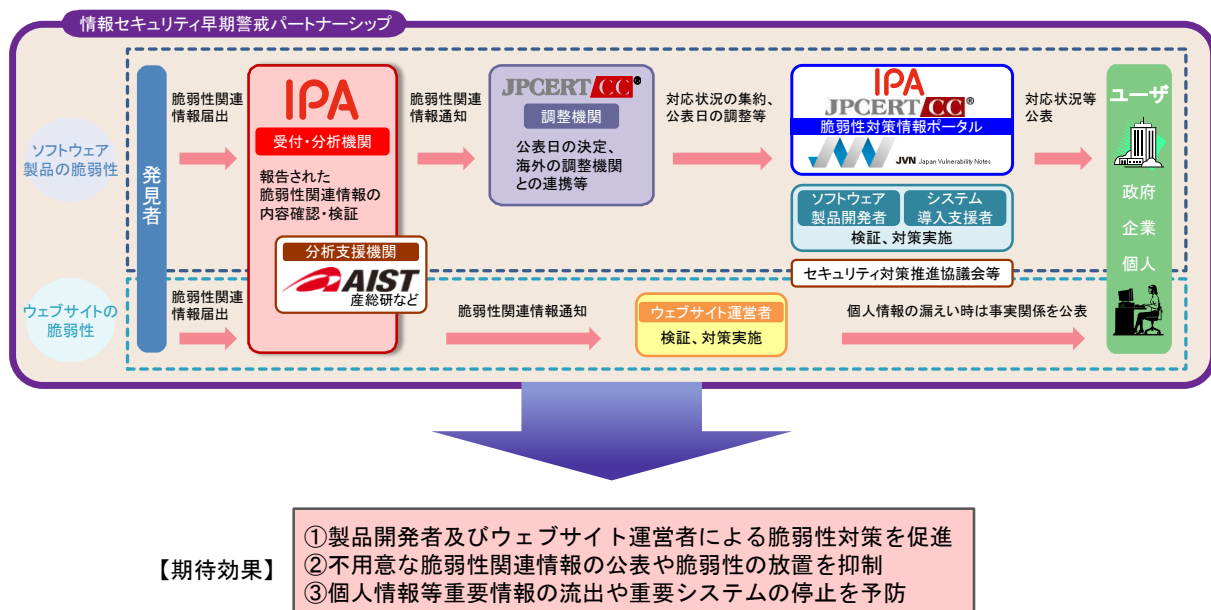 情報セキュリティ早期警戒パートナーシップ
ソフトウェア
製品の脆弱性
発見者
脆弱性関連
情報届出
IPA
受付・分析機関
報告された
脆弱性関連情報の
内容確認・検証
分析支援機関
AIST
産総研など
脆弱性関連
情報通知
JPCERT CC®
調整機関
公表日の決定、
海外の調整機関
との連携等
対応状況の集約、
公表日の調整等
IPA
JPCERT CC®
脆弱性対策情報ポータル
JVN Japan Vulnerability Notes
ソフトウェア
製品開発者
システム
導入支援者
検証、対策実施
セキュリティ対策推進協議会等
対応状況等
公表
ユーザ
政府
企業
個人
ウェブサイトの
脆弱性
脆弱性関連
情報届出
脆弱性関連情報通知
ウェブサイト運営者
検証、対策実施
個人情報の漏えい時は事実関係を公表
【期待効果】
①製品開発者及びウェブサイト運営者による脆弱性対策を促進
②不用意な脆弱性関連情報の公表や脆弱性の放置を抑制
③個人情報等重要情報の流出や重要システムの停止を予防